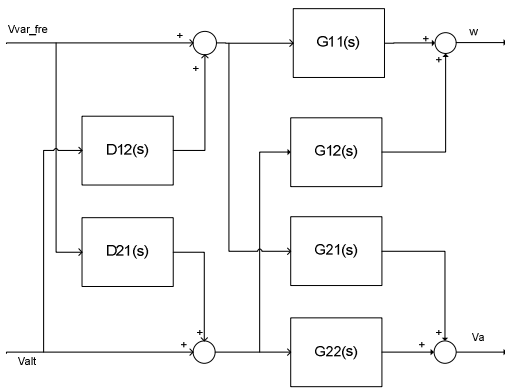 Vvar_fre
+
+
G11(s)
+
+
w
D12(s)
G12(s)
D21(s)
G21(s)
Valt
+
+
G22(s)
+
+
Va